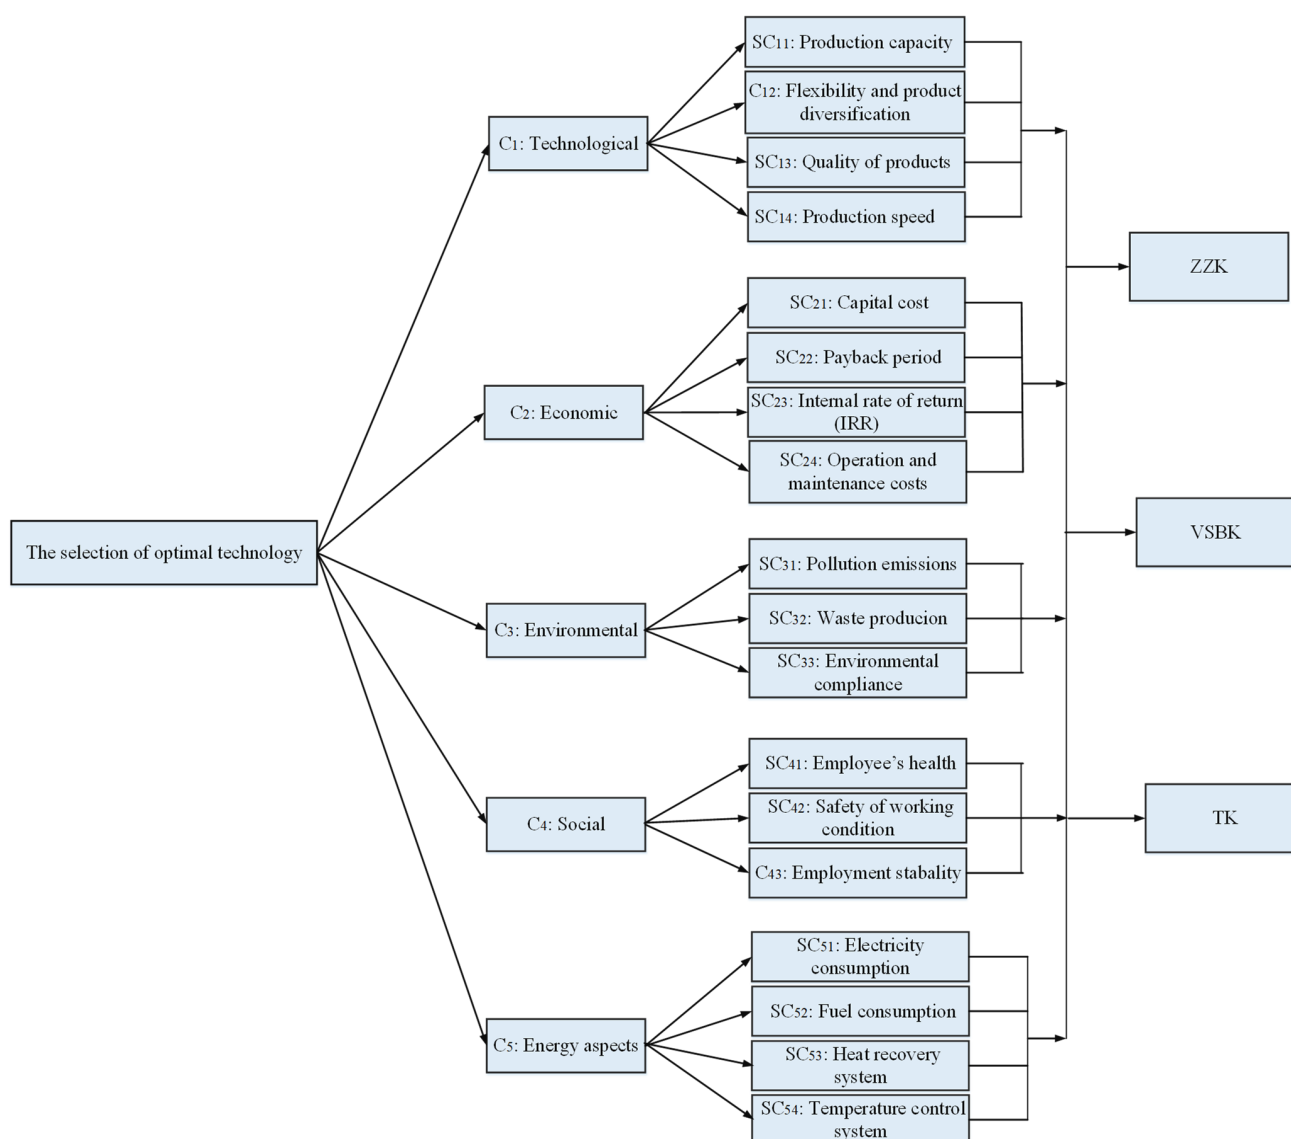 The selection of optimal technology
C1: Technological
C2: Economic
C3: Environmental
C4: Social
C5: Energy aspects
SC11: Production capacity
C12: Flexibility and product
diversification
SC13: Quality of products
SC14: Production speed
SC21: Capital cost
SC22: Payback period
SC23: Internal rate of return
(IRR)
SC24: Operation and
maintenance costs
SC31: Pollution emissions
SC32: Waste producion
SC33: Environmental
compliance
SC41: Employee’s health
SC42: Safety of working
condition
C43: Employment stabality
SC51: Electricity
consumption
SC52: Fuel consumption
SC53: Heat recovery
system
SC54: Temperature control
system
ZZK
VSBK
TK